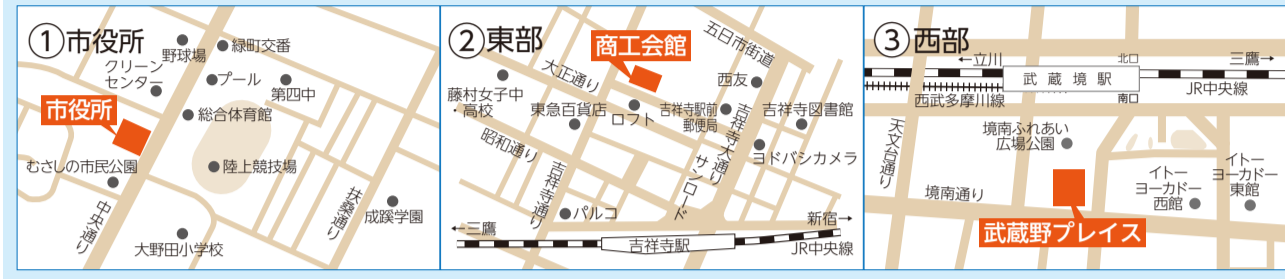 ①市役所
野球場
緑町交番
クリーン
センター
プール
第四中
市役所
総合体育館
むさしの市民公園
陸上競技場
中央通り
扶桑通り
成蹊学園
大野田小学校
②東部
商工会館
五日市街道
大正通り
西友
藤村女子中
・高校
東急百貨店
ロフト
吉祥寺駅前
郵便局
吉祥寺大通り
吉祥寺図書館
昭和通り
ヨドバシカメラ
サンロード
吉祥寺通り
パルコ
新宿→
←三鷹
吉祥寺駅
JR中央線
③西部
←立川
北口
三鷹→
武蔵境駅
西武多摩川線
南口
JR中央線
天文台通り
境南ふれあい
広場公園
イトー
ヨーカドー
西館
イトー
ヨーカドー
東館
境南通り
武蔵野プレイス